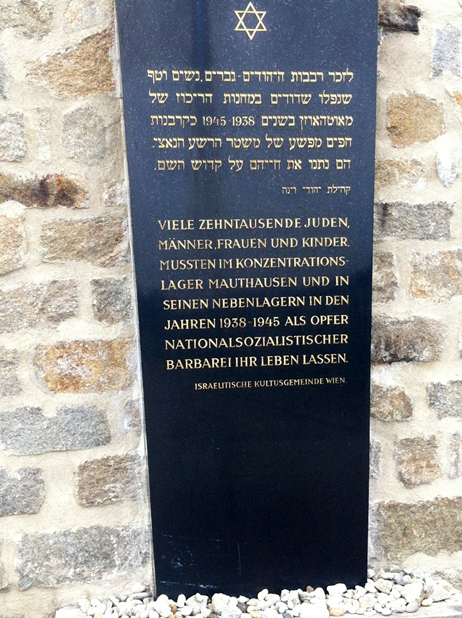 לזכר רבבות היהודים-גברים, נשים וטף
שנפלו שדודים במחנות הריכוז של
מאוטהאוזן בשנים 1938-1945 כקרבנות
חפים מפשע של משטר הרשע הנאצי.
הם נתנו את חייהם על קדוש השם.
קהילת יהודי וינה
VIELE ZEHNTAUSENDE JUDEN,
MÄNNER, FRAUEN UND KINDER,
MUSSTEN IM KONZENTRATIONS-
LAGER MAUTHAUSEN UND IN
SEINEN NEBENLAGERN IN DEN
JAHREN 1938-1945 ALS OPFER
NATIONALSOZIALISTISCHER
BARBAREI IHR LEBEN LASSEN.
ISRAELITISCHE KULTUSGEMEINDE WIEN.